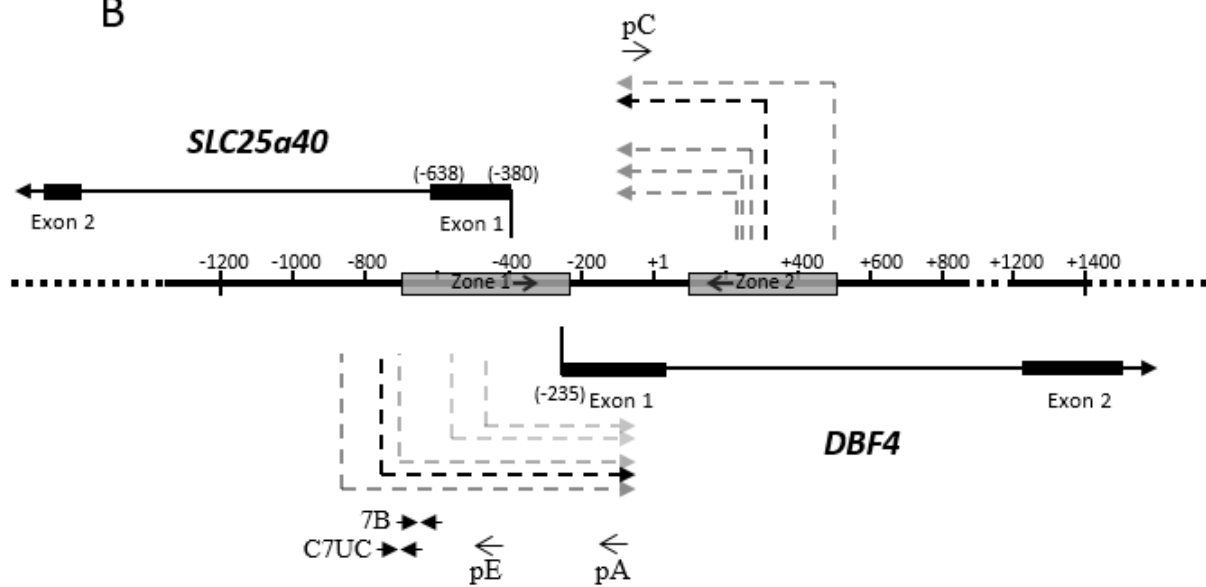 B
pC
SLC25a40
(-638) (-380)
Exon 2 Exon 1
-1200 -1000 -800 -400 -200 +1 +400 +600 +800 +1200 +1400
Zone 1 Zone 2
(-235) Exon 1 Exon 2
DBF4
7B
C7UC
pE pA